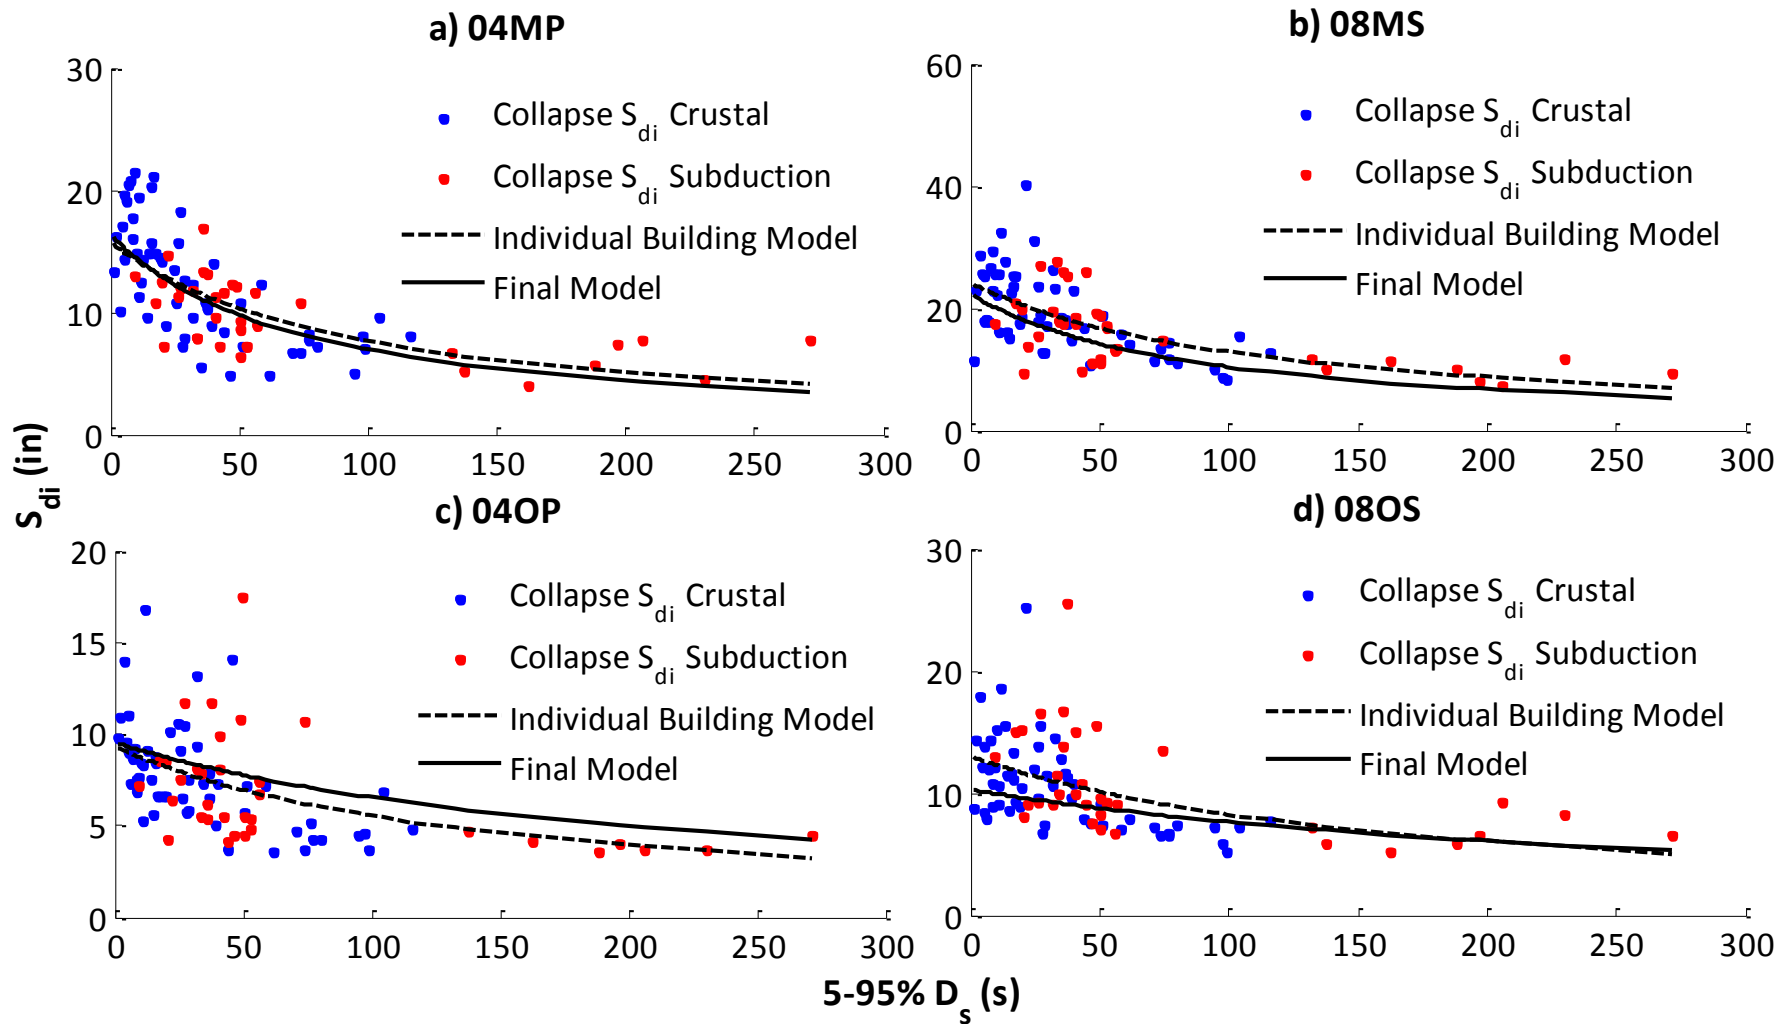 a) 04MP
30
20
10
0
0 50 100 150 200 250 300
Collapse S_di Crustal
Collapse S_di Subduction
Individual Building Model
Final Model
b) 08MS
60
40
20
0
0 50 100 150 200 250 300
Collapse S_di Crustal
Collapse S_di Subduction
Individual Building Model
Final Model
S_di (in)
c) 04OP
20
15
10
5
0
0 50 100 150 200 250 300
Collapse S_di Crustal
Collapse S_di Subduction
Individual Building Model
Final Model
d) 08OS
30
20
10
0
0 50 100 150 200 250 300
Collapse S_di Crustal
Collapse S_di Subduction
Individual Building Model
Final Model
5-95% D_s (s)